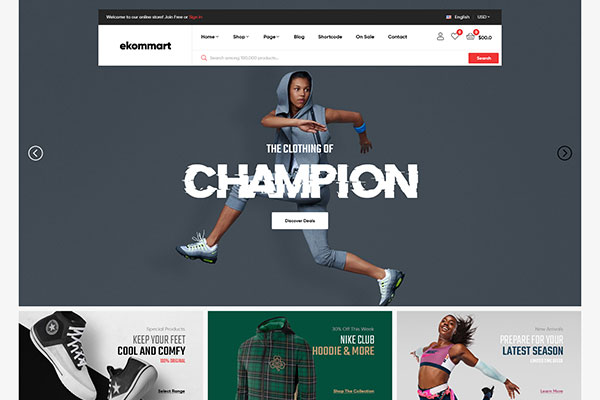 Welcome to our online store! Join Free or Sign in
English
USD
ekommart
Home
Shop
Page
Blog
Shortcode
On Sale
Contact
0
0
$00.0
Search among 100,000 products...
Search
THE CLOTHING OF
CHAMPION
Discover Deals
Special Products
KEEP YOUR FEET
COOL AND COMFY
100% ORIGINAL
Select Range
30% Off This Week
NIKE CLUB
HOODIE & MORE
Shop The Collection
New Arrivals
PREPARE FOR YOUR
LATEST SEASON
Learn More